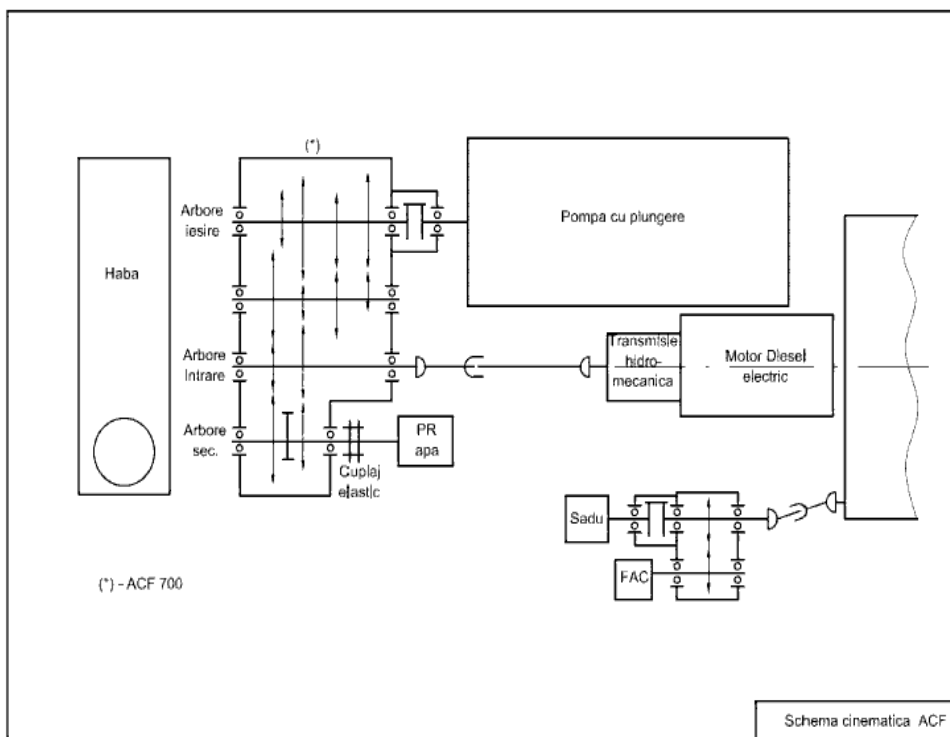 (*)
Arbore
iesire
Pompa cu plungere
Haba
Transmisie
hidro-
mecanica
Motor Diesel
electric
Arbore
Intrare
Arbore
sec.
PR
apa
Cuplaj
elastic
Sadu
FAC
(*) - ACF 700
Schema cinematica ACF